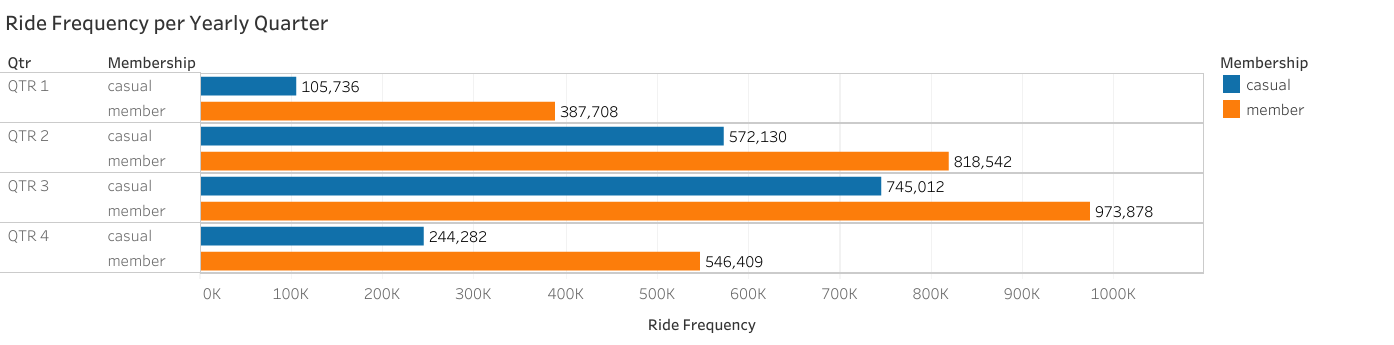 Ride Frequency per Yearly Quarter
Qtr Membership
QTR 1 casual 105,736
member 387,708
QTR 2 casual 572,130
member 818,542
QTR 3 casual 745,012
member 973,878
QTR 4 casual 244,282
member 546,409
0K 100K 200K 300K 400K 500K 600K 700K 800K 900K 1000K
Ride Frequency
Membership
casual
member